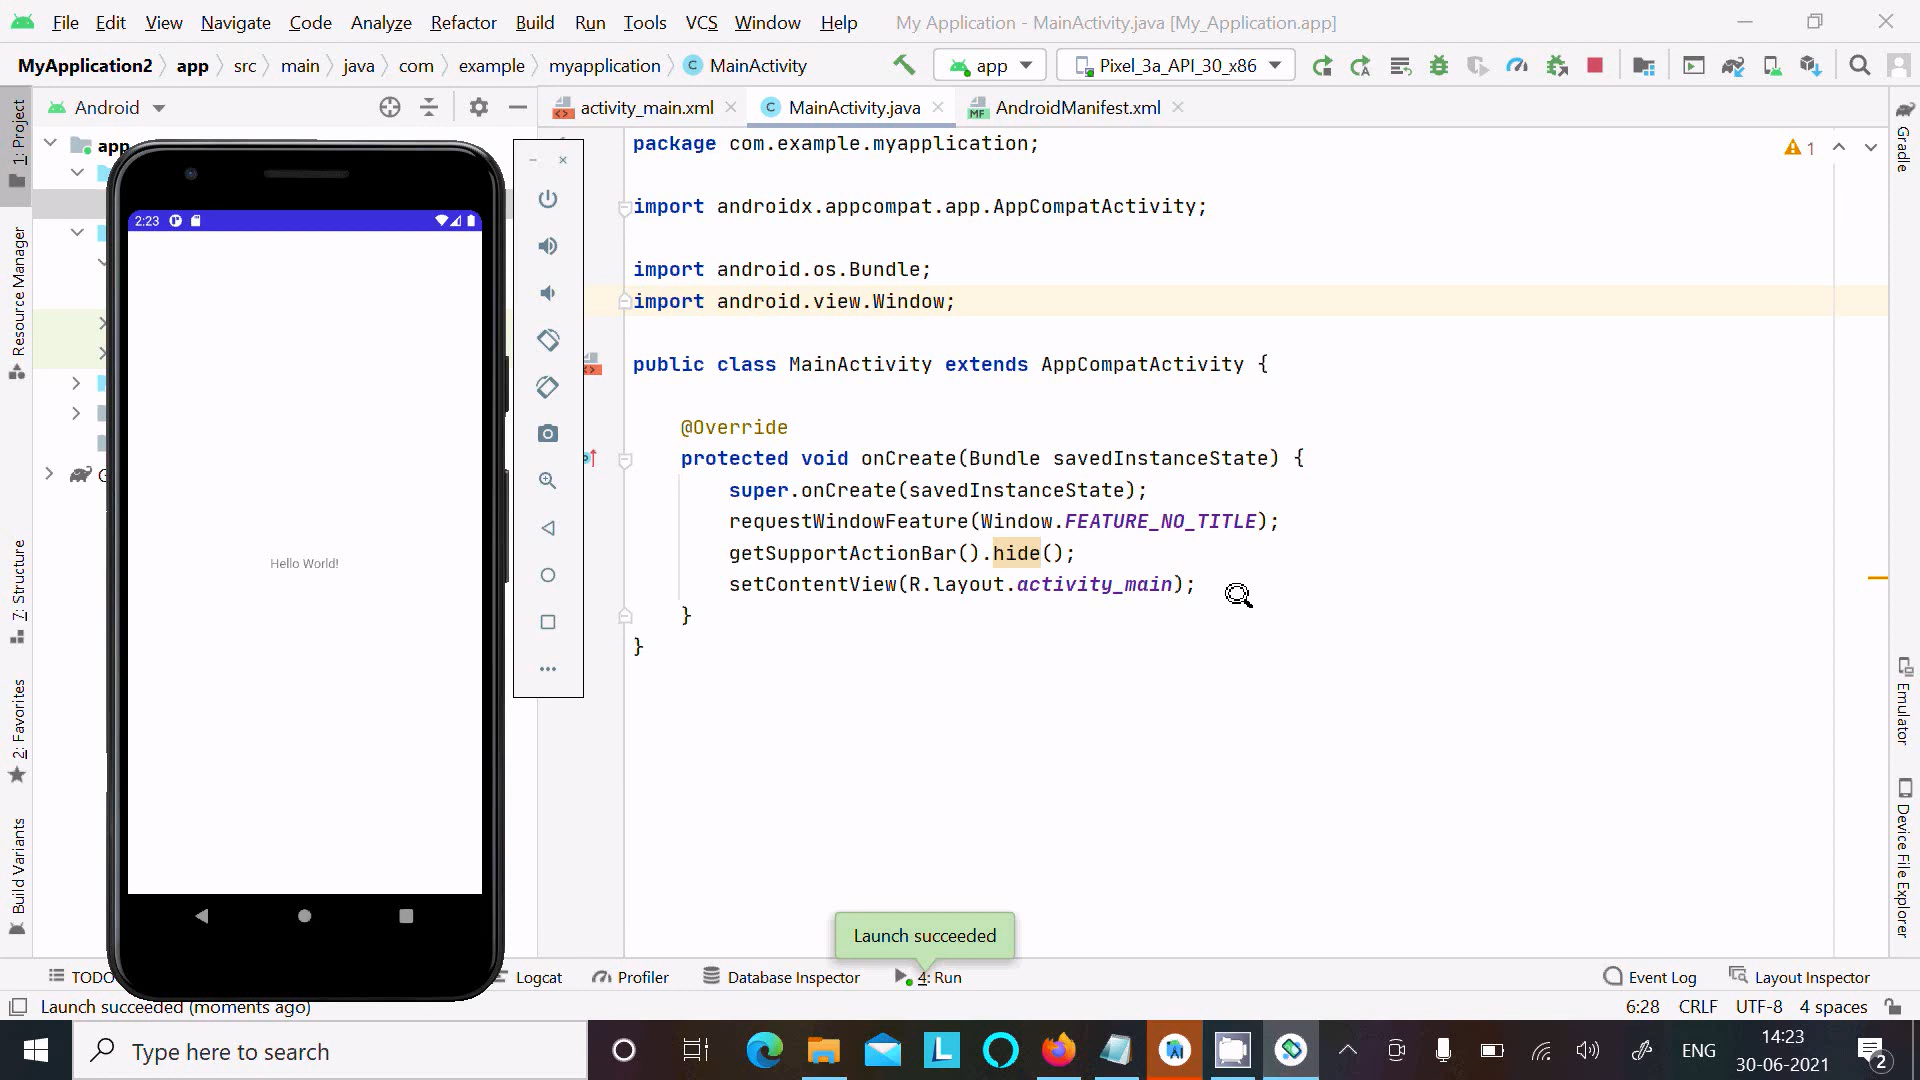 File Edit View Navigate Code Analyze Refactor Build Run Tools VCS Window Help My Application - MainActivity.java [My_Application.app]
MyApplication2 app src main java com example myapplication C MainActivity app Pixel_3a_API_30_x86
Android activity_main.xml C MainActivity.java MF AndroidManifest.xml
1: Project
Resource Manager
7: Structure
2: Favorites
Build Variants
app
2:23
Hello World!
package com.example.myapplication;
1
import androidx.appcompat.app.AppCompatActivity;
import android.os.Bundle;
import android.view.Window;
public class MainActivity extends AppCompatActivity {
@Override
protected void onCreate(Bundle savedInstanceState) {
super.onCreate(savedInstanceState);
requestWindowFeature(Window.FEATURE_NO_TITLE);
getSupportActionBar().hide();
setContentView(R.layout.activity_main);
}
}
Gradle
Emulator
Device File Explorer
Launch succeeded
TODO Logcat Profiler Database Inspector 4: Run Event Log Layout Inspector
Launch succeeded (moments ago) 6:28 CRLF UTF-8 4 spaces
Type here to search L ENG 14:23
30-06-2021 2